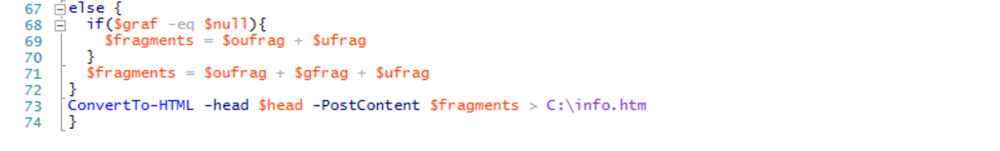 67 else {
68 if($graf -eq $null){
69 $fragments = $oufrag + $ufrag
70 }
71 $fragments = $oufrag + $gfrag + $ufrag
72 }
73 ConvertTo-HTML -head $head -PostContent $fragments > C:\info.htm
74 }